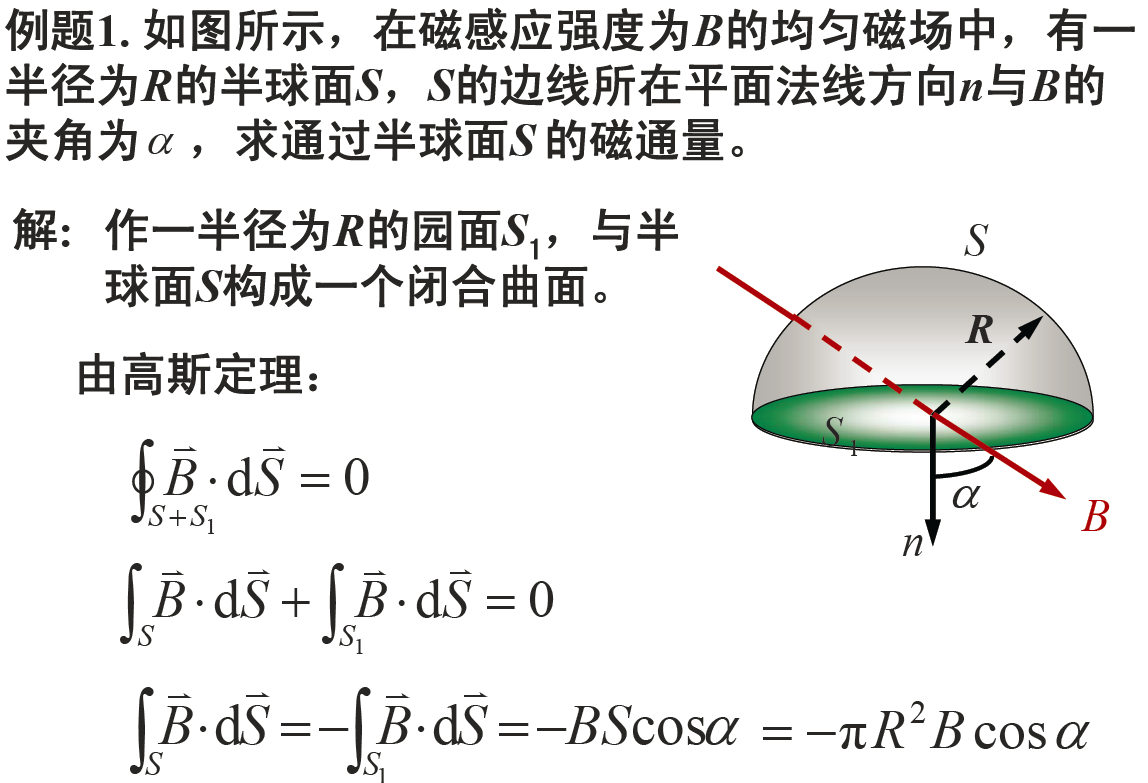 例题1. 如图所示，在磁感应强度为B的均匀磁场中，有一
半径为R的半球面S，S的边线所在平面法线方向n与B的
夹角为α，求通过半球面S的磁通量。
解: 作一半径为R的园面S₁，与半
球面S构成一个闭合曲面。
由高斯定理：
∮_{S+S₁} B⃗·dS⃗ = 0
∫_S B⃗·dS⃗ + ∫_{S₁} B⃗·dS⃗ = 0
∫_S B⃗·dS⃗ = −∫_{S₁} B⃗·dS⃗ = −BScosα = −πR²Bcosα
S
R
S₁
α
B
n